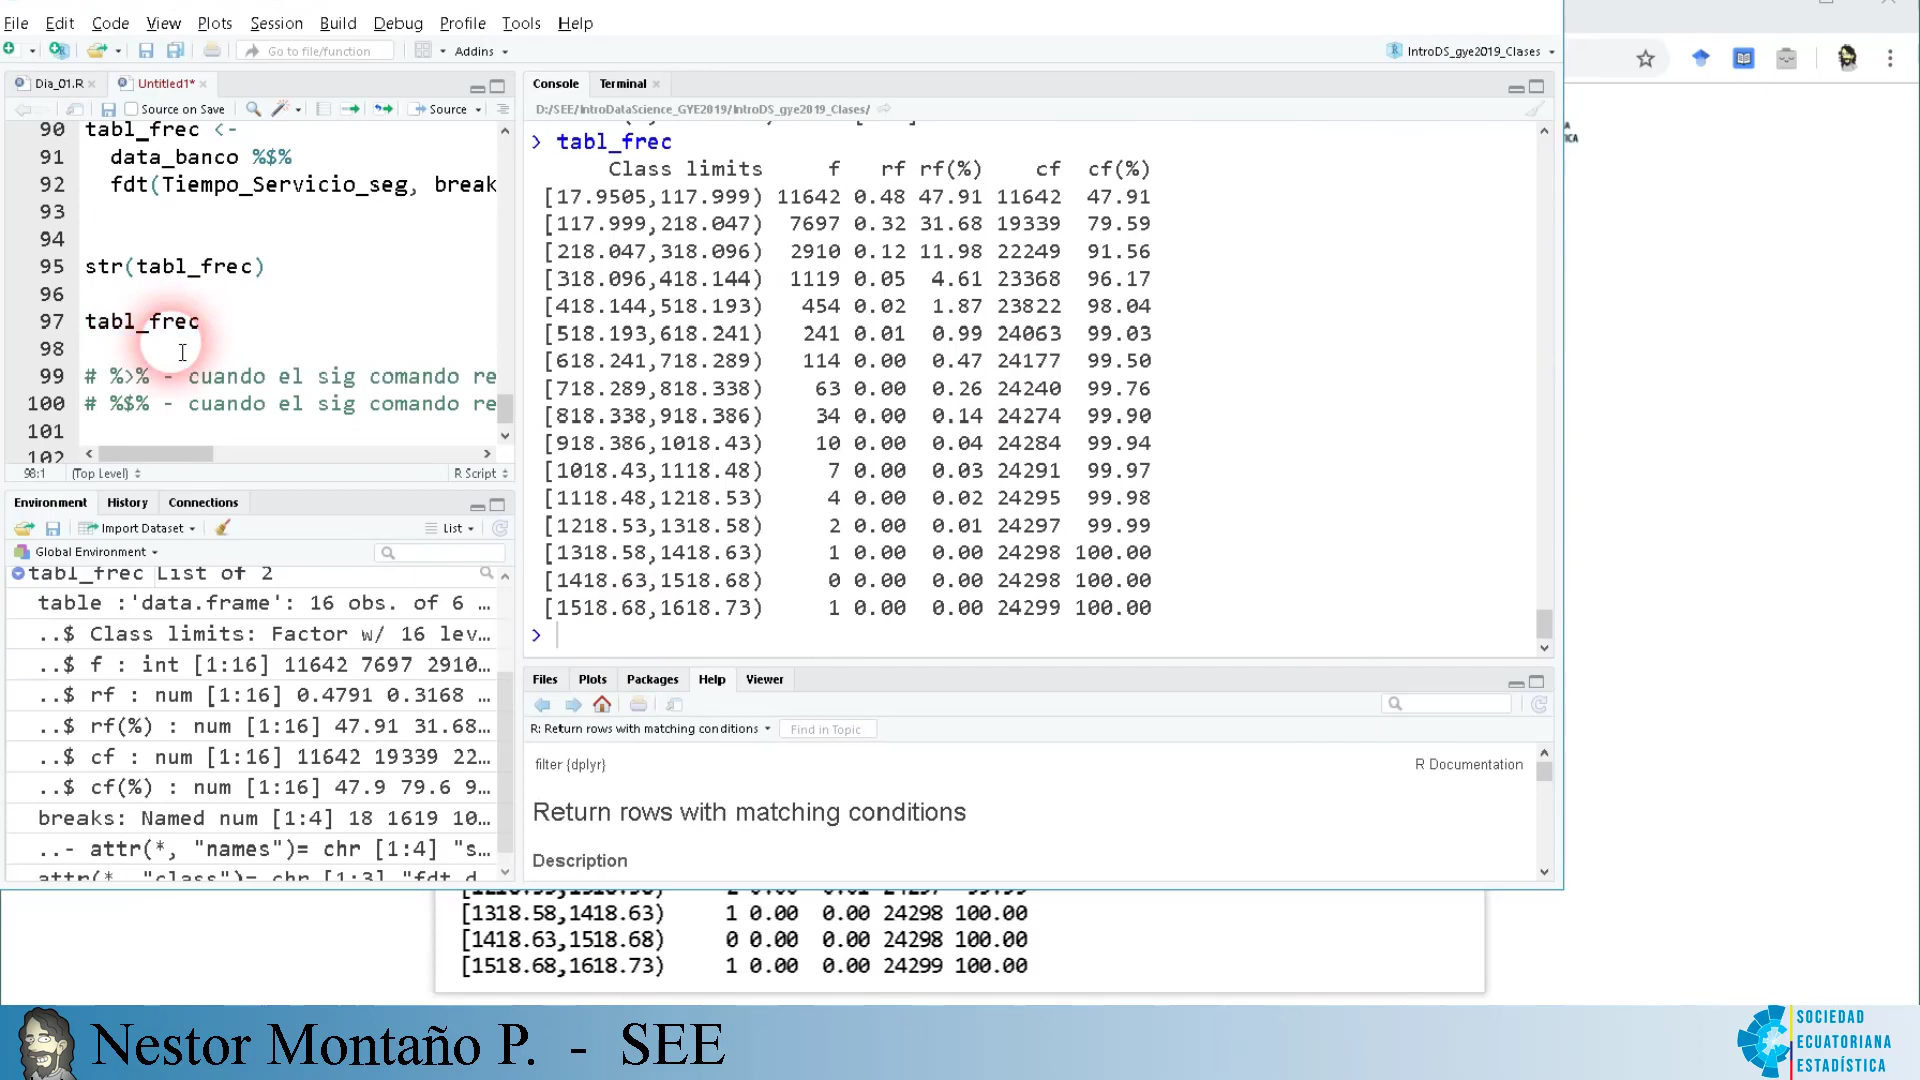 File Edit Code View Plots Session Build Debug Profile Tools Help
Go to file/function Addins IntroDS_gye2019_Clases
Dia_01.R Untitled1*
Source on Save Source
90 tabl_frec <-
91 data_banco %$%
92 fdt(Tiempo_Servicio_seg, break
93
94
95 str(tabl_frec)
96
97 tabl_frec
98
99 # %>% - cuando el sig comando re
100 # %$% - cuando el sig comando re
101
102
98:1 (Top Level) R Script
Console Terminal
D:/SEE/IntroDataScience_GYE2019/IntroDS_gye2019_Clases/
> tabl_frec
Class limits f rf rf(%) cf cf(%)
[17.9505,117.999) 11642 0.48 47.91 11642 47.91
[117.999,218.047) 7697 0.32 31.68 19339 79.59
[218.047,318.096) 2910 0.12 11.98 22249 91.56
[318.096,418.144) 1119 0.05 4.61 23368 96.17
[418.144,518.193) 454 0.02 1.87 23822 98.04
[518.193,618.241) 241 0.01 0.99 24063 99.03
[618.241,718.289) 114 0.00 0.47 24177 99.50
[718.289,818.338) 63 0.00 0.26 24240 99.76
[818.338,918.386) 34 0.00 0.14 24274 99.90
[918.386,1018.43) 10 0.00 0.04 24284 99.94
[1018.43,1118.48) 7 0.00 0.03 24291 99.97
[1118.48,1218.53) 4 0.00 0.02 24295 99.98
[1218.53,1318.58) 2 0.00 0.01 24297 99.99
[1318.58,1418.63) 1 0.00 0.00 24298 100.00
[1418.63,1518.68) 0 0.00 0.00 24298 100.00
[1518.68,1618.73) 1 0.00 0.00 24299 100.00
>
Environment History Connections
Import Dataset List
Global Environment
tabl_frec List of 2
table :'data.frame': 16 obs. of 6 …
..$ Class limits: Factor w/ 16 lev…
..$ f : int [1:16] 11642 7697 2910…
..$ rf : num [1:16] 0.4791 0.3168 …
..$ rf(%) : num [1:16] 47.91 31.68…
..$ cf : num [1:16] 11642 19339 22…
..$ cf(%) : num [1:16] 47.9 79.6 9…
breaks: Named num [1:4] 18 1619 10…
..- attr(*, "names")= chr [1:4] "s…
attr(*, "class")= chr [1:3] "fdt d
Files Plots Packages Help Viewer
R: Return rows with matching conditions Find in Topic
filter {dplyr} R Documentation
Return rows with matching conditions
Description
[1318.58,1418.63) 1 0.00 0.00 24298 100.00
[1418.63,1518.68) 0 0.00 0.00 24298 100.00
[1518.68,1618.73) 1 0.00 0.00 24299 100.00
Nestor Montaño P. - SEE
SOCIEDAD
ECUATORIANA
ESTADÍSTICA